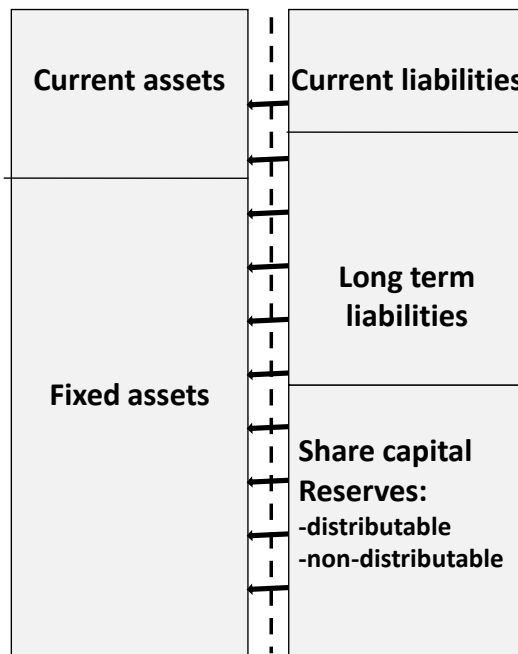 Current assets
Fixed assets
Current liabilities
Long term
liabilities
Share capital
Reserves:
-distributable
-non-distributable